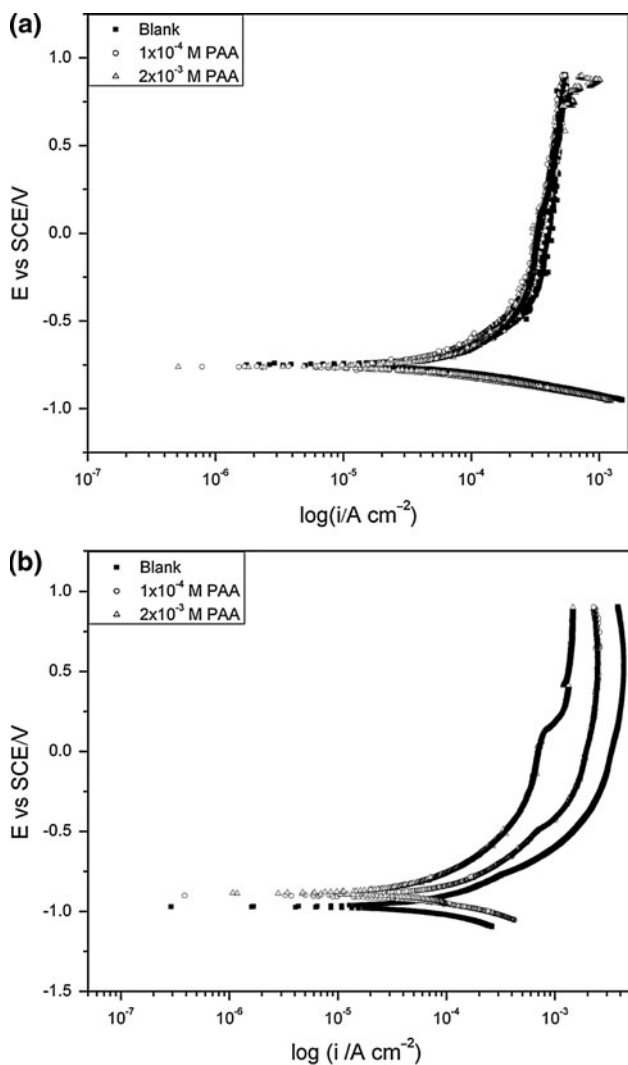 (a)
Blank
1x10⁻⁴ M PAA
2x10⁻³ M PAA
1.0
0.5
0.0
-0.5
-1.0
E vs SCE/V
10⁻⁷
10⁻⁶
10⁻⁵
10⁻⁴
10⁻³
log(i/A cm⁻²)
(b)
Blank
1x10⁻⁴ M PAA
2x10⁻³ M PAA
1.0
0.5
0.0
-0.5
-1.0
-1.5
E vs SCE/V
10⁻⁷
10⁻⁶
10⁻⁵
10⁻⁴
10⁻³
log (i /A cm⁻²)